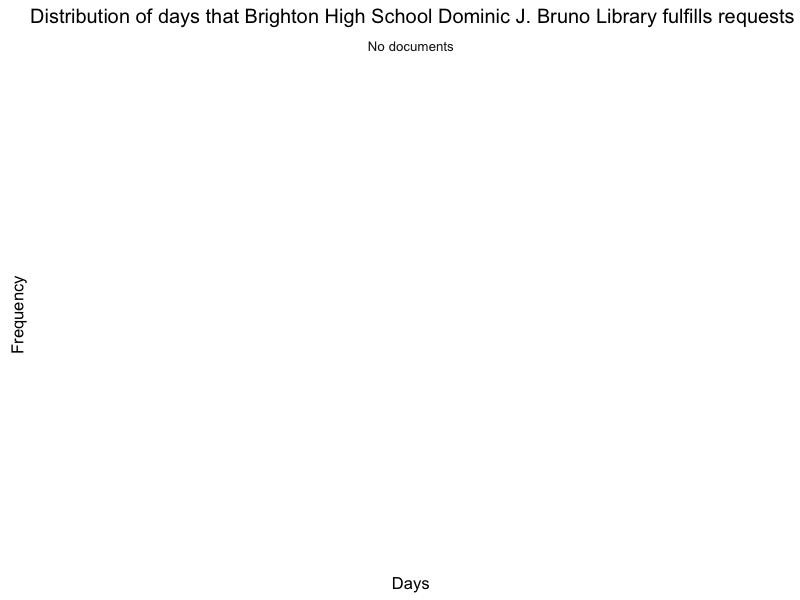 Distribution of days that Brighton High School Dominic J. Bruno Library fulfills requests
No documents
Frequency
Days